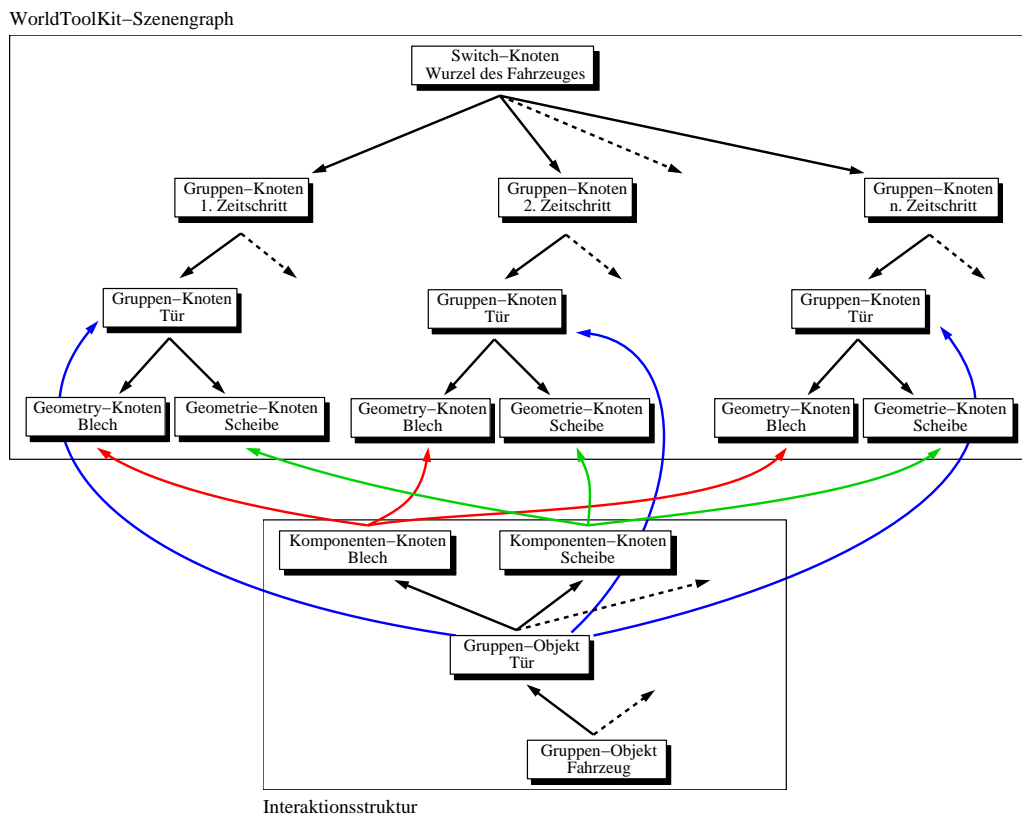 WorldToolKit−Szenengraph
Switch−Knoten
Wurzel des Fahrzeuges
Gruppen−Knoten
1. Zeitschritt
Gruppen−Knoten
2. Zeitschritt
Gruppen−Knoten
n. Zeitschritt
Gruppen−Knoten
Tür
Gruppen−Knoten
Tür
Gruppen−Knoten
Tür
Geometry−Knoten
Blech
Geometrie−Knoten
Scheibe
Geometry−Knoten
Blech
Geometrie−Knoten
Scheibe
Geometry−Knoten
Blech
Geometrie−Knoten
Scheibe
Komponenten−Knoten
Blech
Komponenten−Knoten
Scheibe
Gruppen−Objekt
Tür
Gruppen−Objekt
Fahrzeug
Interaktionsstruktur